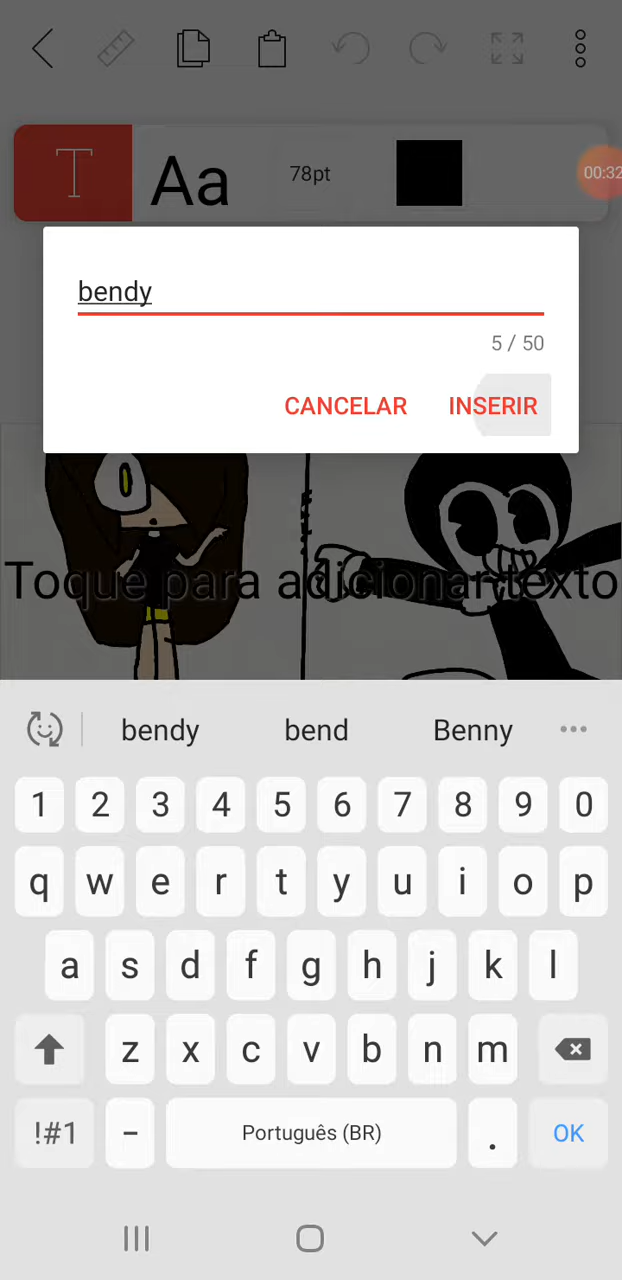 T Aa 78pt
00:32
bendy
5 / 50
CANCELAR INSERIR
Toque para adicionar texto
bendy bend Benny
1 2 3 4 5 6 7 8 9 0
q w e r t y u i o p
a s d f g h j k l
z x c v b n m
!#1 - Português (BR) . OK